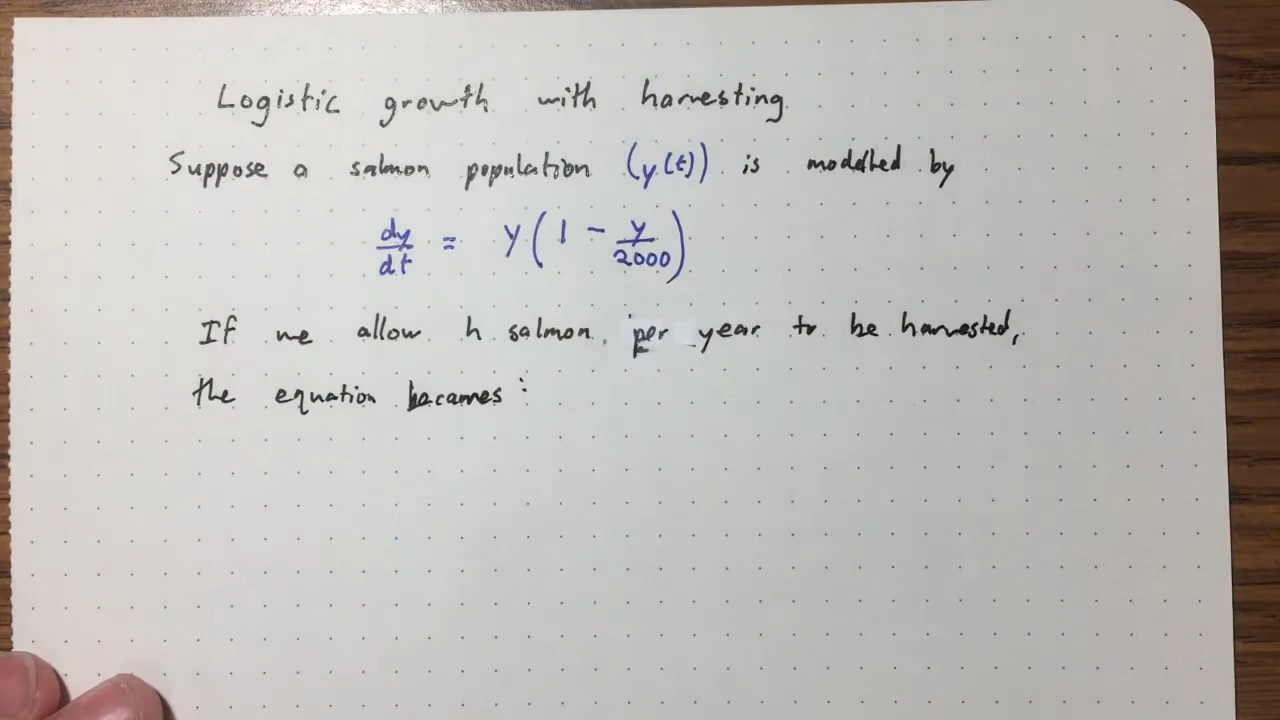 Logistic growth with harvesting
Suppose a salmon population (y(t)) is modelled by
dy/dt = y(1 - y/2000)
If we allow h salmon per year to be harvested,
the equation becomes: